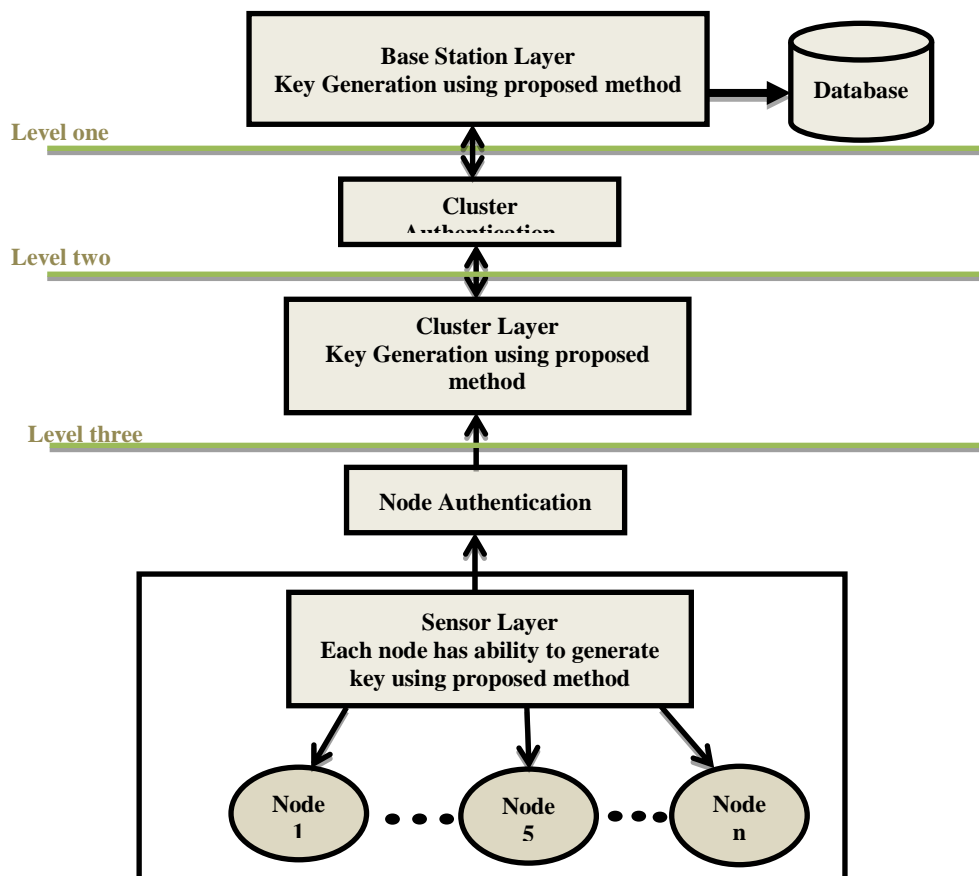 Base Station Layer
Key Generation using proposed method
Database
Level one
Cluster
Authentication
Level two
Cluster Layer
Key Generation using proposed
method
Level three
Node Authentication
Sensor Layer
Each node has ability to generate
key using proposed method
Node
1
Node
5
Node
n